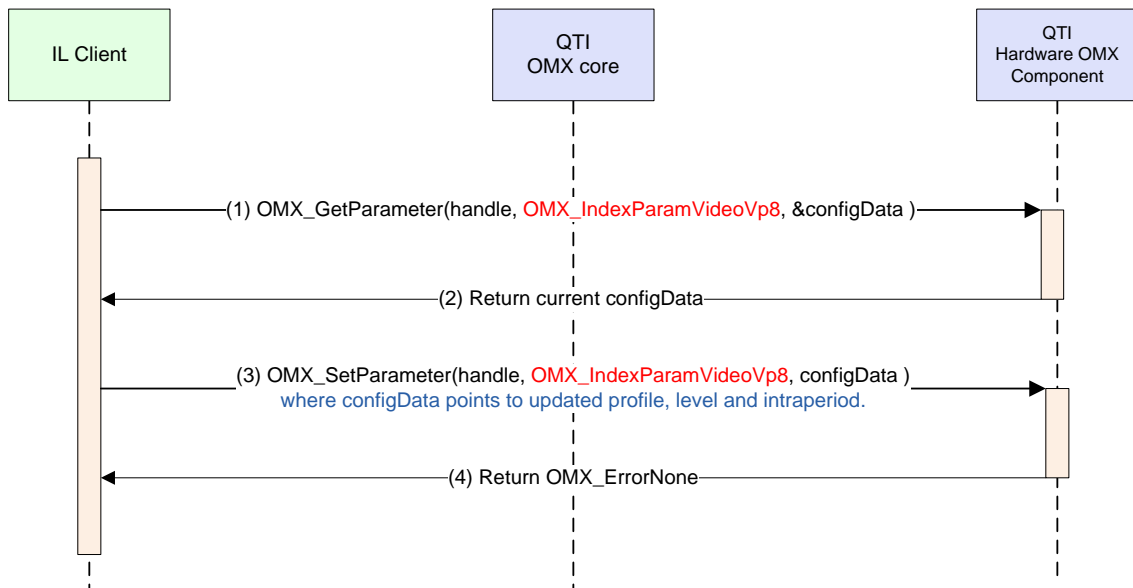 IL Client
QTI
OMX core
QTI
Hardware OMX
Component
(1) OMX_GetParameter(handle, OMX_IndexParamVideoVp8, &configData )
(2) Return current configData
(3) OMX_SetParameter(handle, OMX_IndexParamVideoVp8, configData )
where configData points to updated profile, level and intraperiod.
(4) Return OMX_ErrorNone